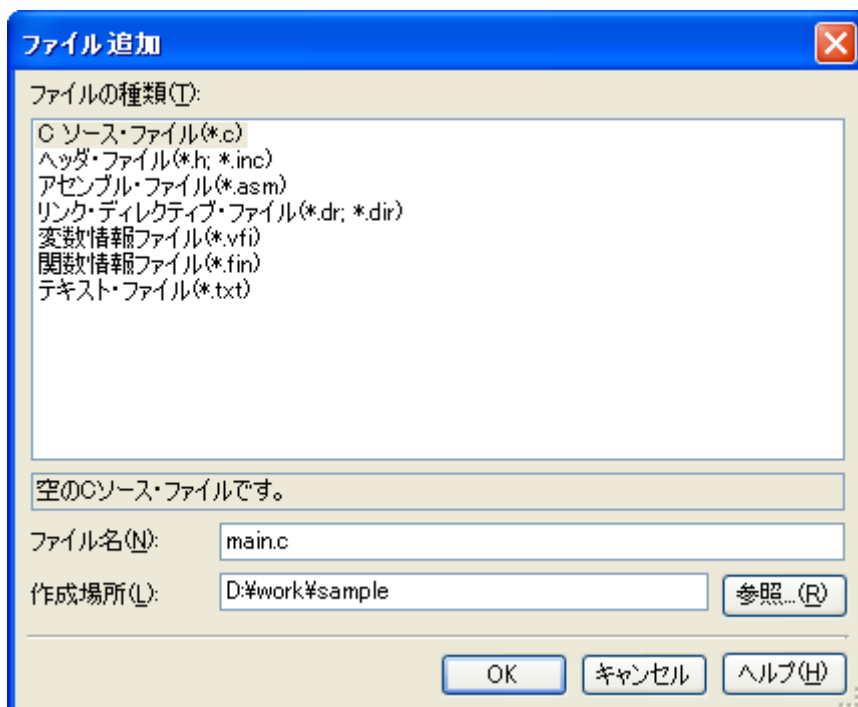 ファイル追加
ファイルの種類(T):
C ソース・ファイル(*.c)
ヘッダ・ファイル(*.h; *.inc)
アセンブル・ファイル(*.asm)
リンク・ディレクティブ・ファイル(*.dr; *.dir)
変数情報ファイル(*.vfi)
関数情報ファイル(*.fin)
テキスト・ファイル(*.txt)
空のCソース・ファイルです。
ファイル名(N): main.c
作成場所(L): D:¥work¥sample 参照...(R)
OK キャンセル ヘルプ(H)